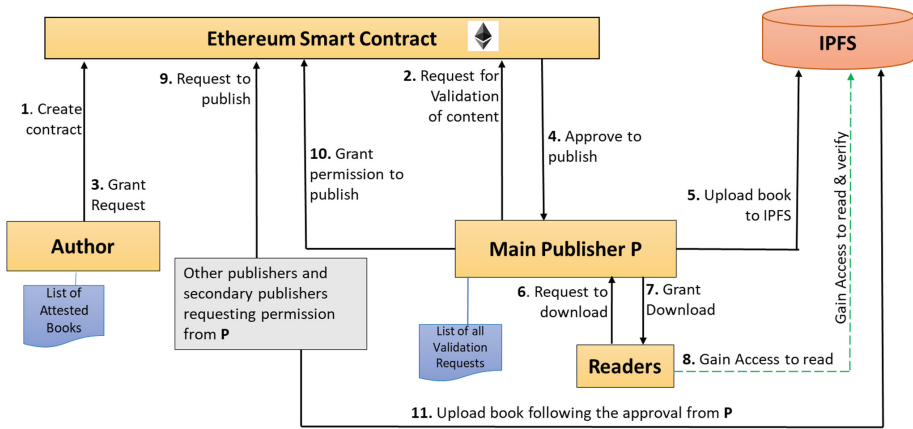 Ethereum Smart Contract
IPFS
1. Create
contract
3. Grant
Request
9. Request to
publish
10. Grant
permission to
publish
2. Request for
Validation
of content
4. Approve to
publish
5. Upload book
to IPFS
Gain Access to read & verify
Author
Main Publisher P
List of
Attested
Books
Other publishers and
secondary publishers
requesting permission
from P
List of all
Validation
Requests
6. Request to
download
7. Grant
Download
Readers
8. Gain Access to read
11. Upload book following the approval from P